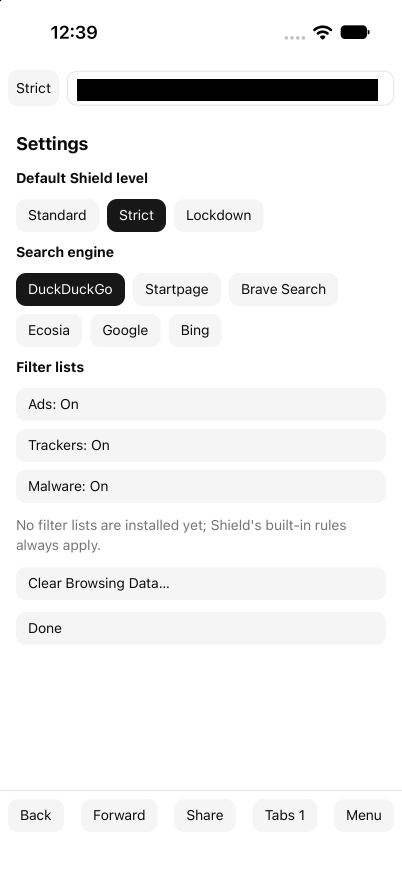 12:39
Strict
Settings
Default Shield level
Standard Strict Lockdown
Search engine
DuckDuckGo Startpage Brave Search
Ecosia Google Bing
Filter lists
Ads: On
Trackers: On
Malware: On
No filter lists are installed yet; Shield's built-in rules
always apply.
Clear Browsing Data...
Done
Back Forward Share Tabs 1 Menu